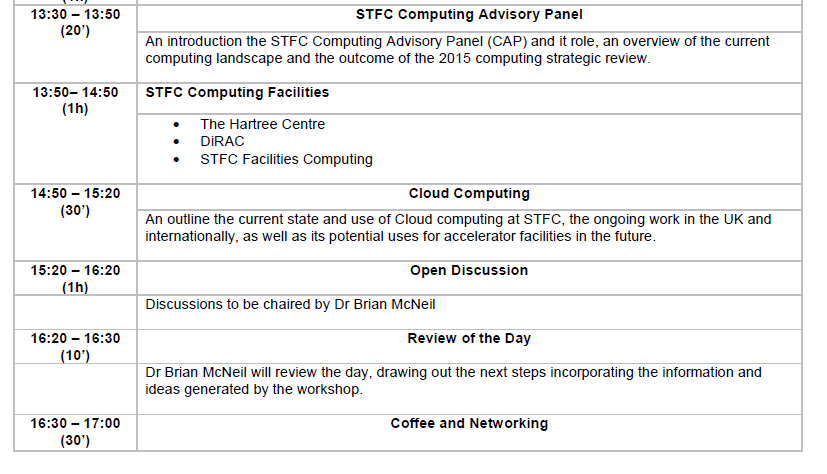 13:30 – 13:50
(20’)
STFC Computing Advisory Panel
An introduction the STFC Computing Advisory Panel (CAP) and it role, an overview of the current
computing landscape and the outcome of the 2015 computing strategic review.
13:50– 14:50
(1h)
STFC Computing Facilities
• The Hartree Centre
• DiRAC
• STFC Facilities Computing
14:50 – 15:20
(30’)
Cloud Computing
An outline the current state and use of Cloud computing at STFC, the ongoing work in the UK and
internationally, as well as its potential uses for accelerator facilities in the future.
15:20 – 16:20
(1h)
Open Discussion
Discussions to be chaired by Dr Brian McNeil
16:20 – 16:30
(10’)
Review of the Day
Dr Brian McNeil will review the day, drawing out the next steps incorporating the information and
ideas generated by the workshop.
16:30 – 17:00
(30’)
Coffee and Networking